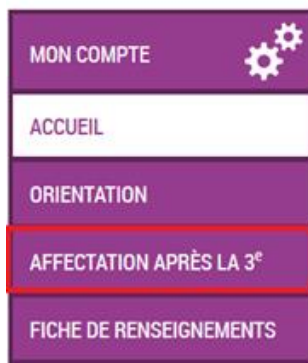 MON COMPTE
ACCUEIL
ORIENTATION
AFFECTATION APRÈS LA 3ᵉ
FICHE DE RENSEIGNEMENTS